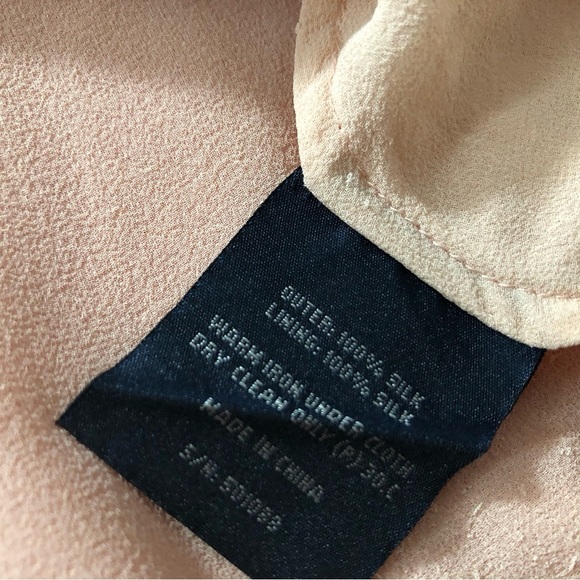 OUTER: 100% SILK
LINING: 100% SILK
WARM IRON UNDER CLOTH
DRY CLEAN ONLY (P) 30 C
MADE IN CHINA
S/N: